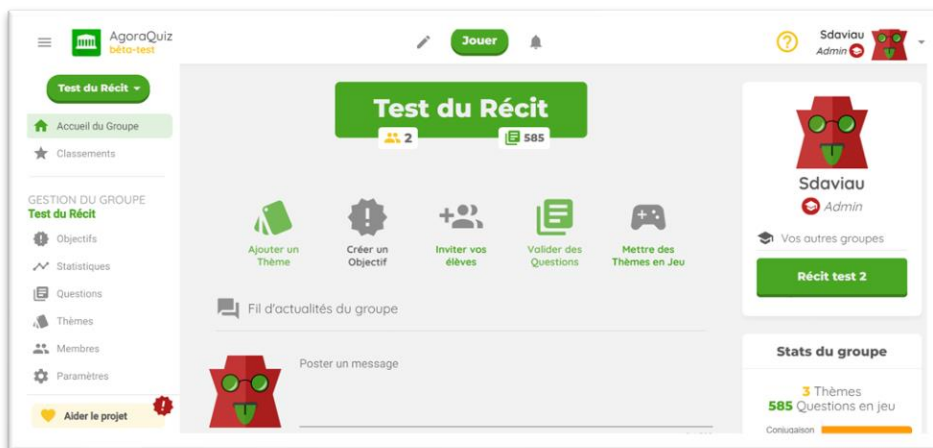 AgoraQuiz
bêta-test
Jouer
Sdaviau
Admin
Test du Récit
Accueil du Groupe
Classements
GESTION DU GROUPE
Test du Récit
Objectifs
Statistiques
Questions
Thèmes
Membres
Paramètres
Aider le projet
Test du Récit
2
585
Ajouter un
Thème
Créer un
Objectif
Inviter vos
élèves
Valider des
Questions
Mettre des
Thèmes en Jeu
Fil d'actualités du groupe
Poster un message
Sdaviau
Admin
Vos autres groupes
Récit test 2
Stats du groupe
3 Thèmes
585 Questions en jeu
Conjugaison